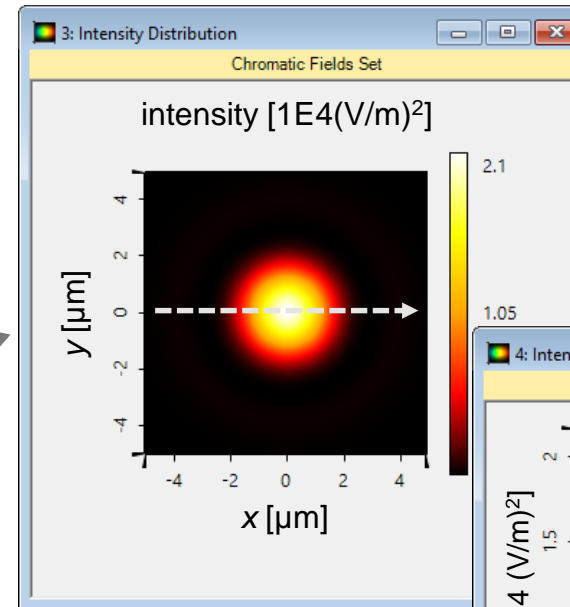 3: Intensity Distribution
Chromatic Fields Set
intensity [1E4(V/m)²]
2.1
1.05
4
2
0
-2
-4
y [µm]
-4 -2 0 2 4
x [µm]
4: Inten
2
1.5
4 (V/m)²]